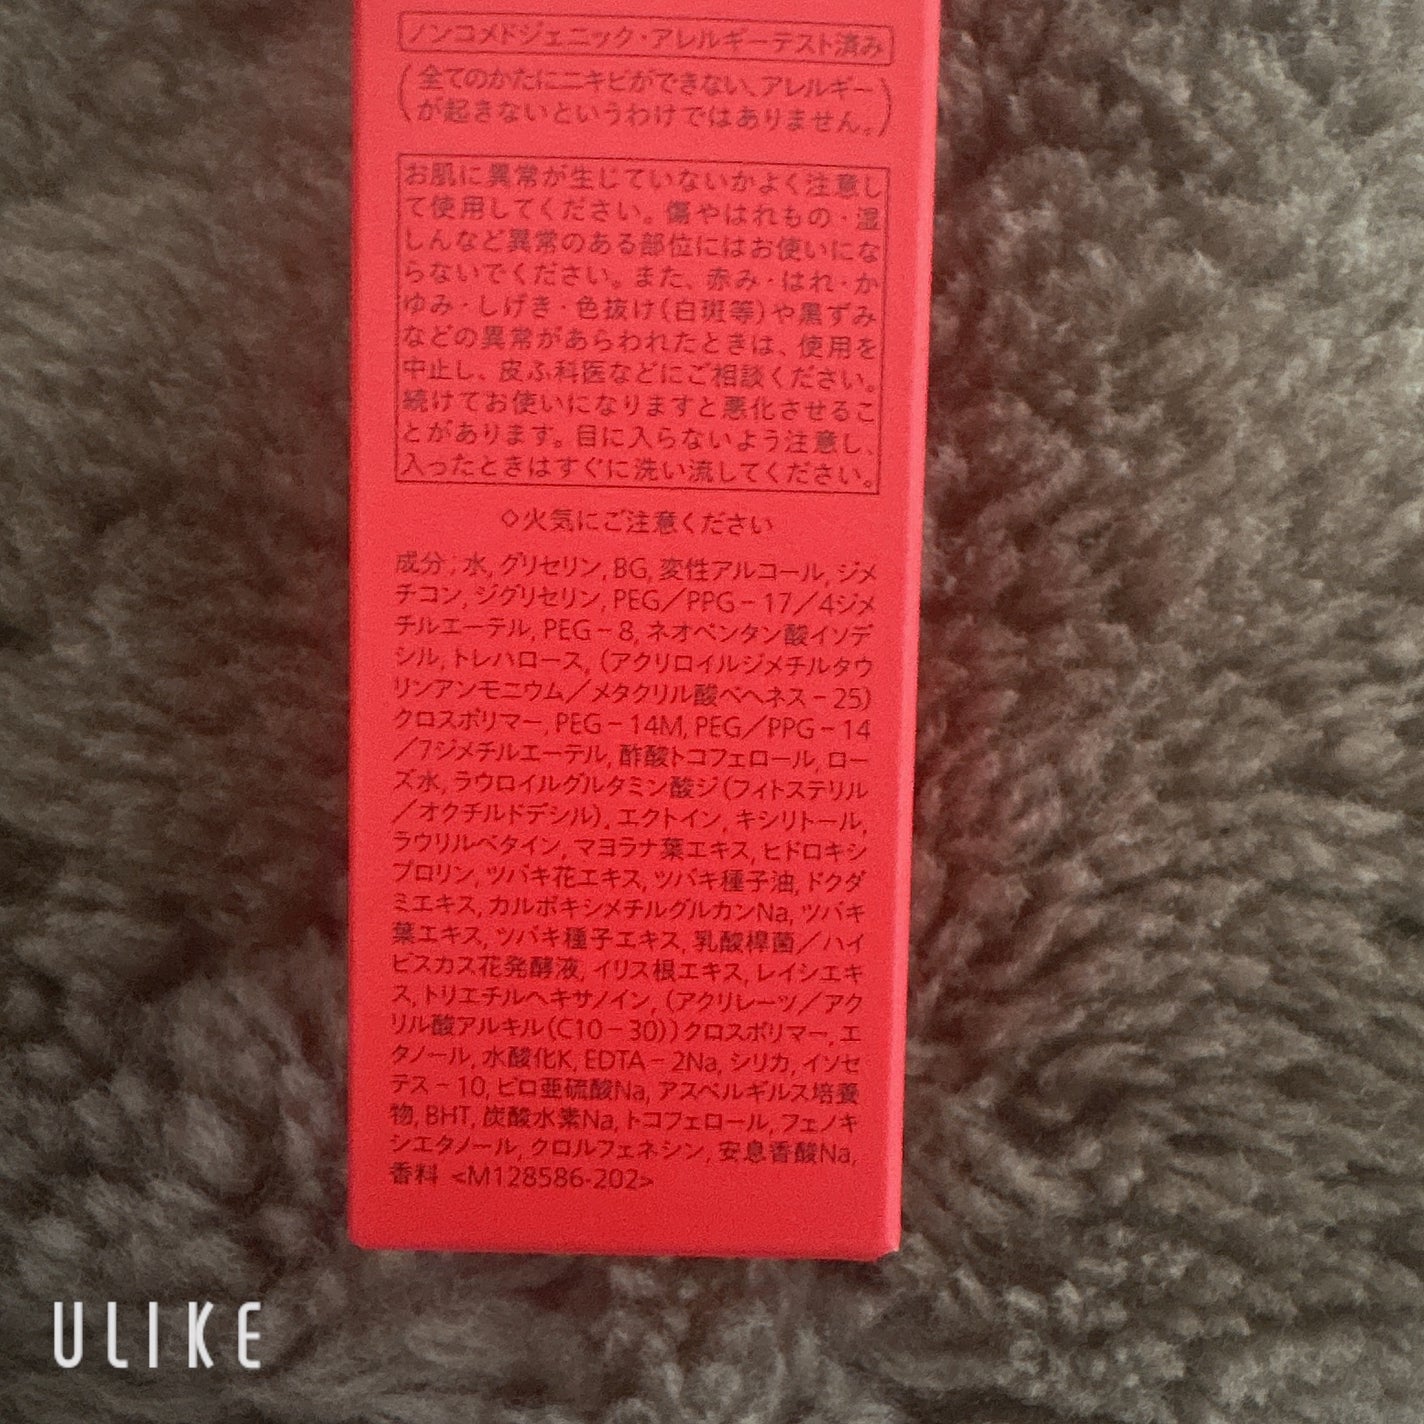 ノンコメドジェニック・アレルギーテスト済み
(全てのかたにニキビができない、アレルギー
が起きないというわけではありません。)
お肌に異常が生じていないかよく注意し
て使用してください。傷やはれもの・湿
しんなど異常のある部位にはお使いにな
らないでください。また、赤み・はれ・か
ゆみ・しげき・色抜け(白斑等)や黒ずみ
などの異常があらわれたときは、使用を
中止し、皮ふ科医などにご相談ください。
続けてお使いになりますと悪化させるこ
とがあります。目に入らないよう注意し、
入ったときはすぐに洗い流してください。
◇火気にご注意ください
成分;水, グリセリン, BG, 変性アルコール, ジメ
チコン, ジグリセリン, PEG/PPG-17/4ジメ
チルエーテル, PEG-8, ネオペンタン酸イソデ
シル, トレハロース, (アクリロイルジメチルタウ
リンアンモニウム/メタクリル酸ベヘネス-25)
クロスポリマー, PEG-14M, PEG/PPG-14
/7ジメチルエーテル, 酢酸トコフェロール, ロー
ズ水, ラウロイルグルタミン酸ジ(フィトステリル
/オクチルドデシル), エクトイン, キシリトール,
ラウリルベタイン, マヨラナ葉エキス, ヒドロキシ
プロリン, ツバキ花エキス, ツバキ種子油, ドクダ
ミエキス, カルボキシメチルグルカンNa, ツバキ
葉エキス, ツバキ種子エキス, 乳酸桿菌/ハイ
ビスカス花発酵液, イリス根エキス, レイシエキ
ス, トリエチルヘキサノイン, (アクリレーツ/アク
リル酸アルキル(C10-30))クロスポリマー, エ
タノール, 水酸化K, EDTA-2Na, シリカ, イソセ
テス-10, ピロ亜硫酸Na, アスペルギルス培養
物, BHT, 炭酸水素Na, トコフェロール, フェノキ
シエタノール, クロルフェネシン, 安息香酸Na,
香料 <M128586-202>
ULIKE